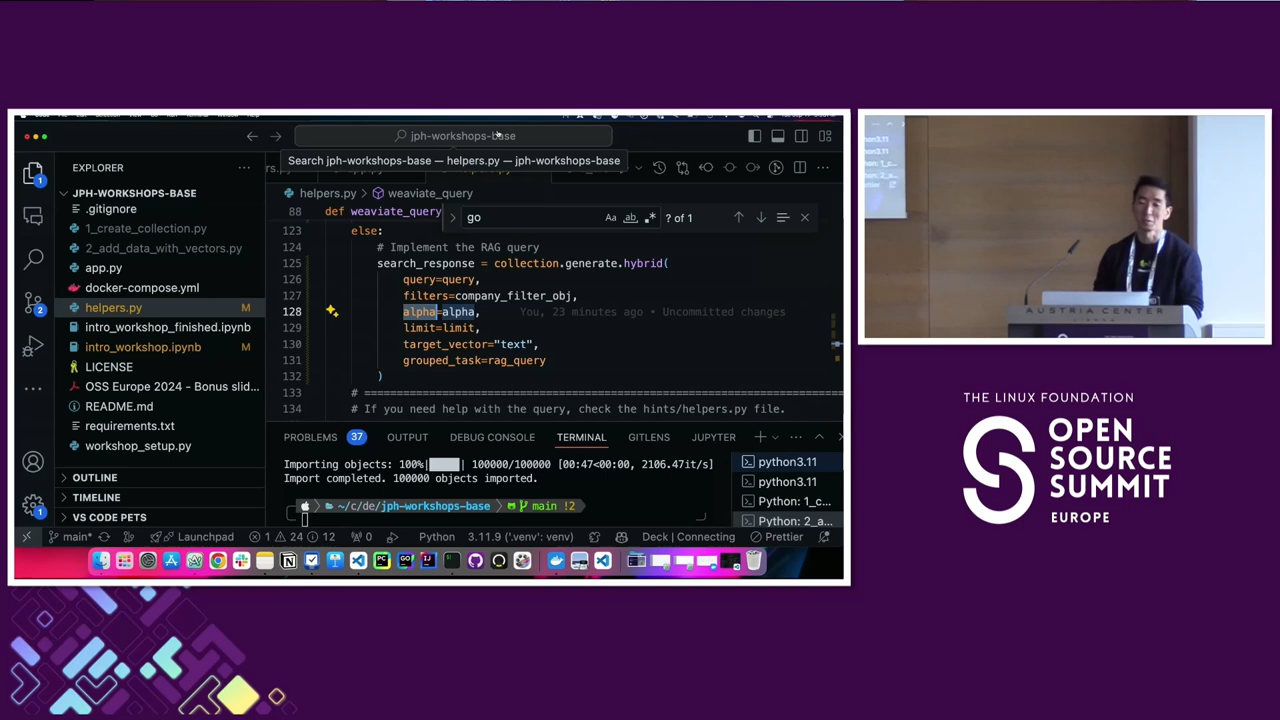 jph-workshops-base
Search jph-workshops-base — helpers.py — jph-workshops-base
EXPLORER
JPH-WORKSHOPS-BASE
.gitignore
1_create_collection.py
2_add_data_with_vectors.py
app.py
docker-compose.yml
helpers.py M
intro_workshop_finished.ipynb
intro_workshop.ipynb M
LICENSE
OSS Europe 2024 - Bonus slid...
README.md
requirements.txt
workshop_setup.py
OUTLINE
TIMELINE
VS CODE PETS
helpers.py > weaviate_query
go
Aa ab .* ? of 1
88 def weaviate_query
123 else:
124 # Implement the RAG query
125 search_response = collection.generate.hybrid(
126 query=query,
127 filters=company_filter_obj,
128 alpha=alpha, You, 23 minutes ago • Uncommitted changes
129 limit=limit,
130 target_vector="text",
131 grouped_task=rag_query
132 )
133 # ====
134 # If you need help with the query, check the hints/helpers.py file.
PROBLEMS 37 OUTPUT DEBUG CONSOLE TERMINAL GITLENS JUPYTER
Importing objects: 100%| | 100000/100000 [00:47<00:00, 2106.47it/s]
Import completed. 100000 objects imported.
~/c/de/jph-workshops-base main !2
python3.11
python3.11
Python: 1_c...
Python: 2_a...
main* Launchpad 1 24 12 0 Python 3.11.9 ('.venv': venv) Deck | Connecting Prettier
AUSTRIA CENTER
THE LINUX FOUNDATION
OPEN
SOURCE
SUMMIT
EUROPE